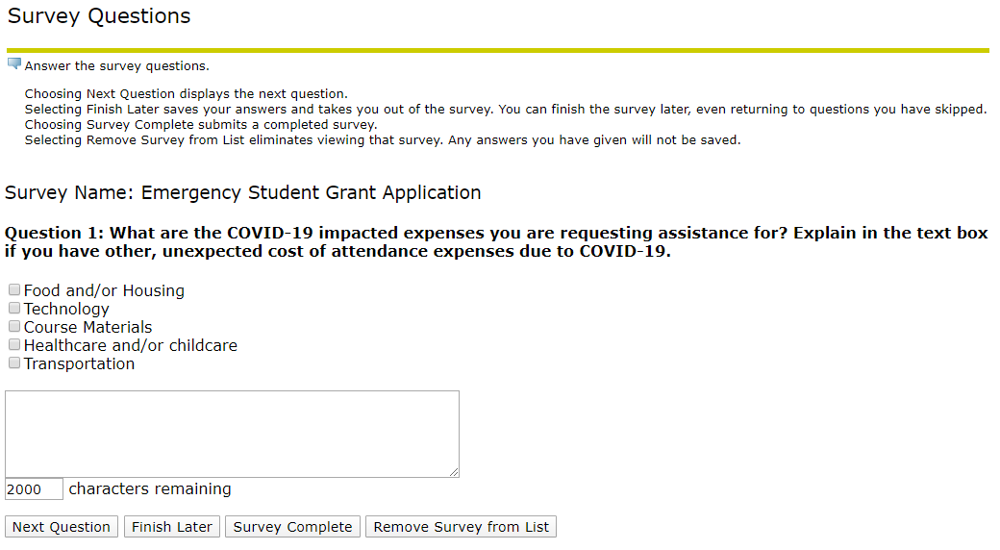 Survey Questions
Answer the survey questions.
Choosing Next Question displays the next question.
Selecting Finish Later saves your answers and takes you out of the survey. You can finish the survey later, even returning to questions you have skipped.
Choosing Survey Complete submits a completed survey.
Selecting Remove Survey from List eliminates viewing that survey. Any answers you have given will not be saved.
Survey Name: Emergency Student Grant Application
Question 1: What are the COVID-19 impacted expenses you are requesting assistance for? Explain in the text box
if you have other, unexpected cost of attendance expenses due to COVID-19.
Food and/or Housing
Technology
Course Materials
Healthcare and/or childcare
Transportation
2000 characters remaining
Next Question Finish Later Survey Complete Remove Survey from List